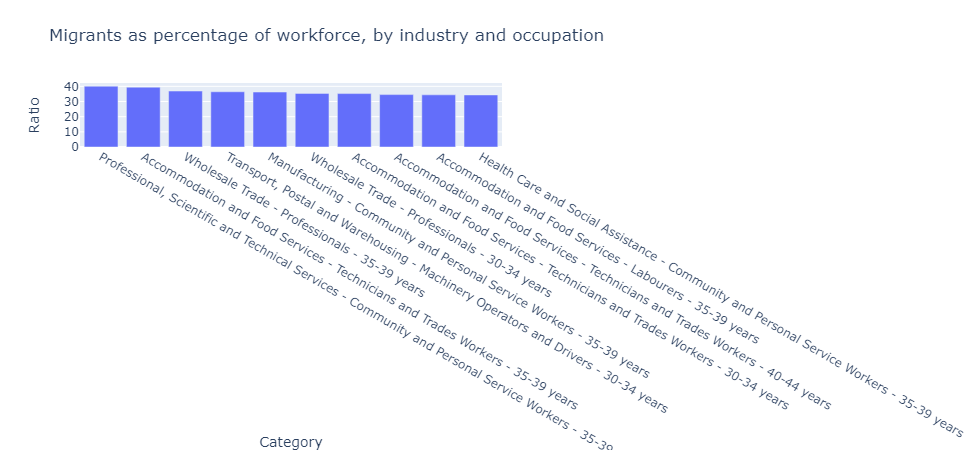 Migrants as percentage of workforce, by industry and occupation
Ratio
40
30
20
10
0
Professional, Scientific and Technical Services - Community and Personal Service Workers - 35-39
Accommodation and Food Services - Technicians and Trades Workers - 35-39 years
Wholesale Trade - Professionals - 35-39 years
Transport, Postal and Warehousing - Machinery Operators and Drivers - 30-34 years
Manufacturing - Community and Personal Service Workers - 35-39 years
Wholesale Trade - Professionals - 30-34 years
Accommodation and Food Services - Technicians and Trades Workers - 30-34 years
Accommodation and Food Services - Technicians and Trades Workers - 40-44 years
Accommodation and Food Services - Labourers - 35-39 years
Health Care and Social Assistance - Community and Personal Service Workers - 35-39 years
Category